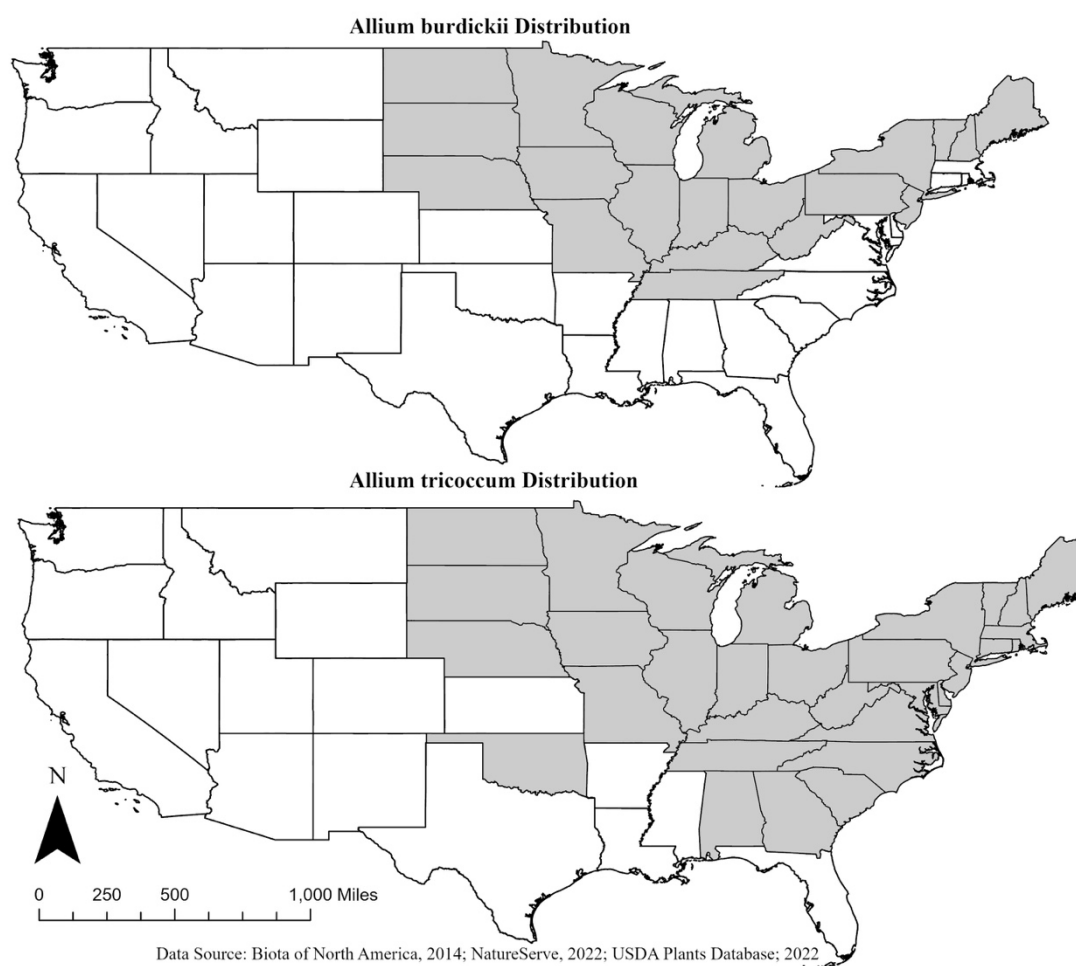 Allium burdickii Distribution
Allium tricoccum Distribution
N
0 250 500 1,000 Miles
Data Source: Biota of North America, 2014; NatureServe, 2022; USDA Plants Database; 2022